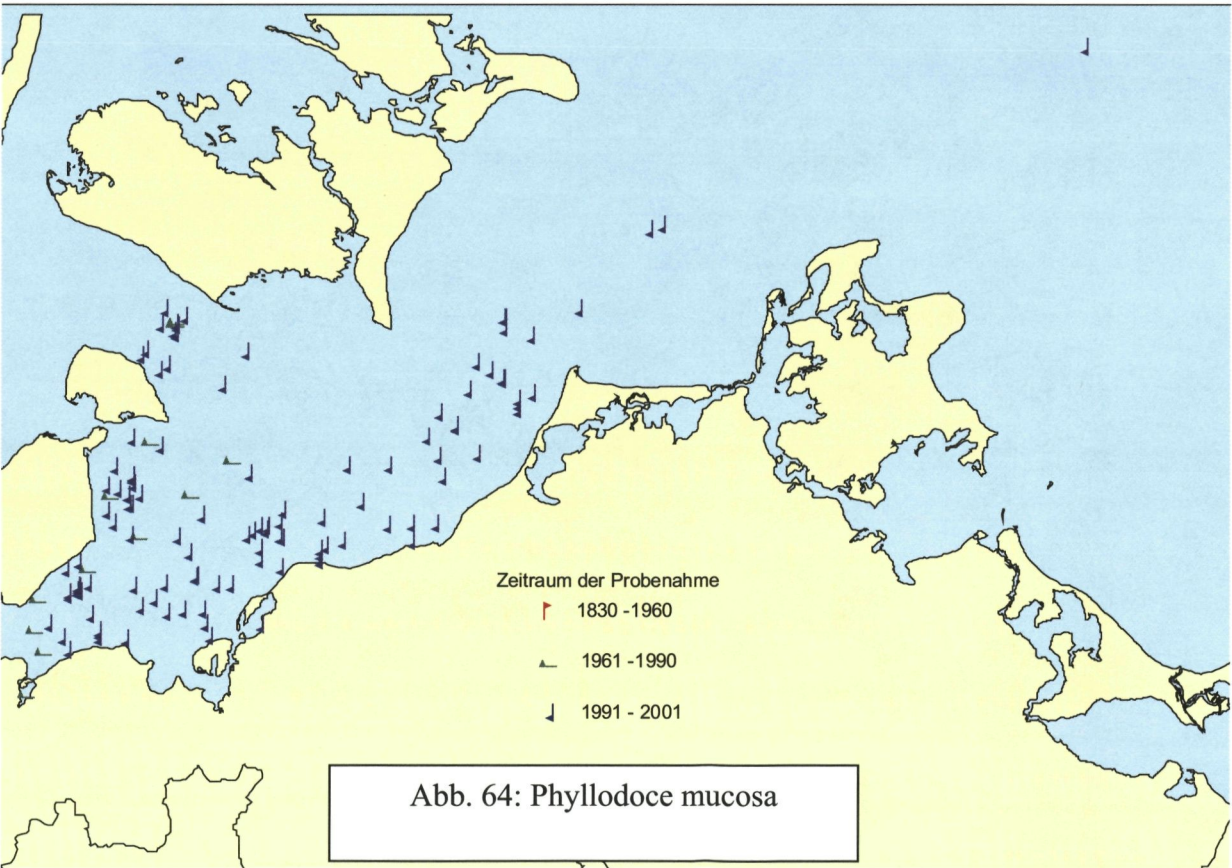 Zeitraum der Probenahme
1830 -1960
1961 -1990
1991 - 2001
Abb. 64: Phyllodoce mucosa